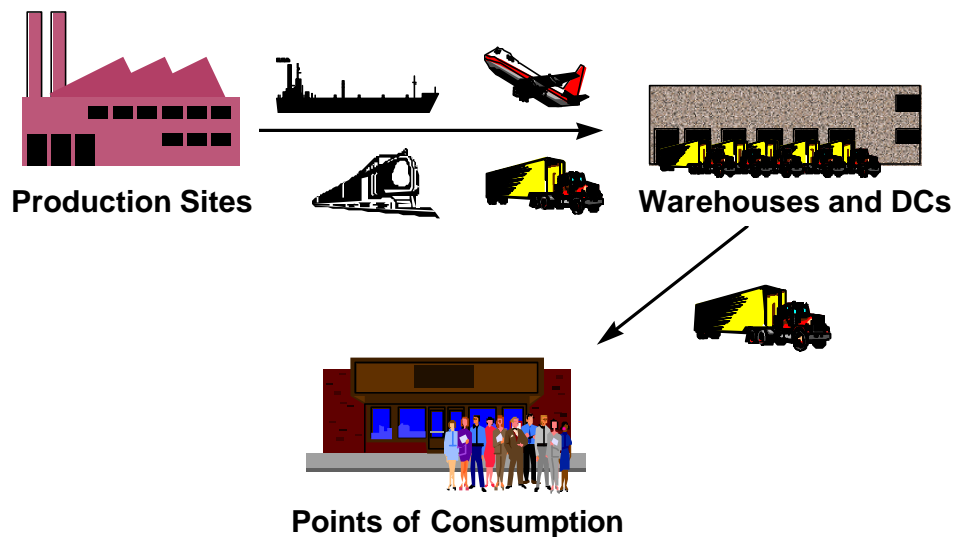 Production Sites
Warehouses and DCs
Points of Consumption